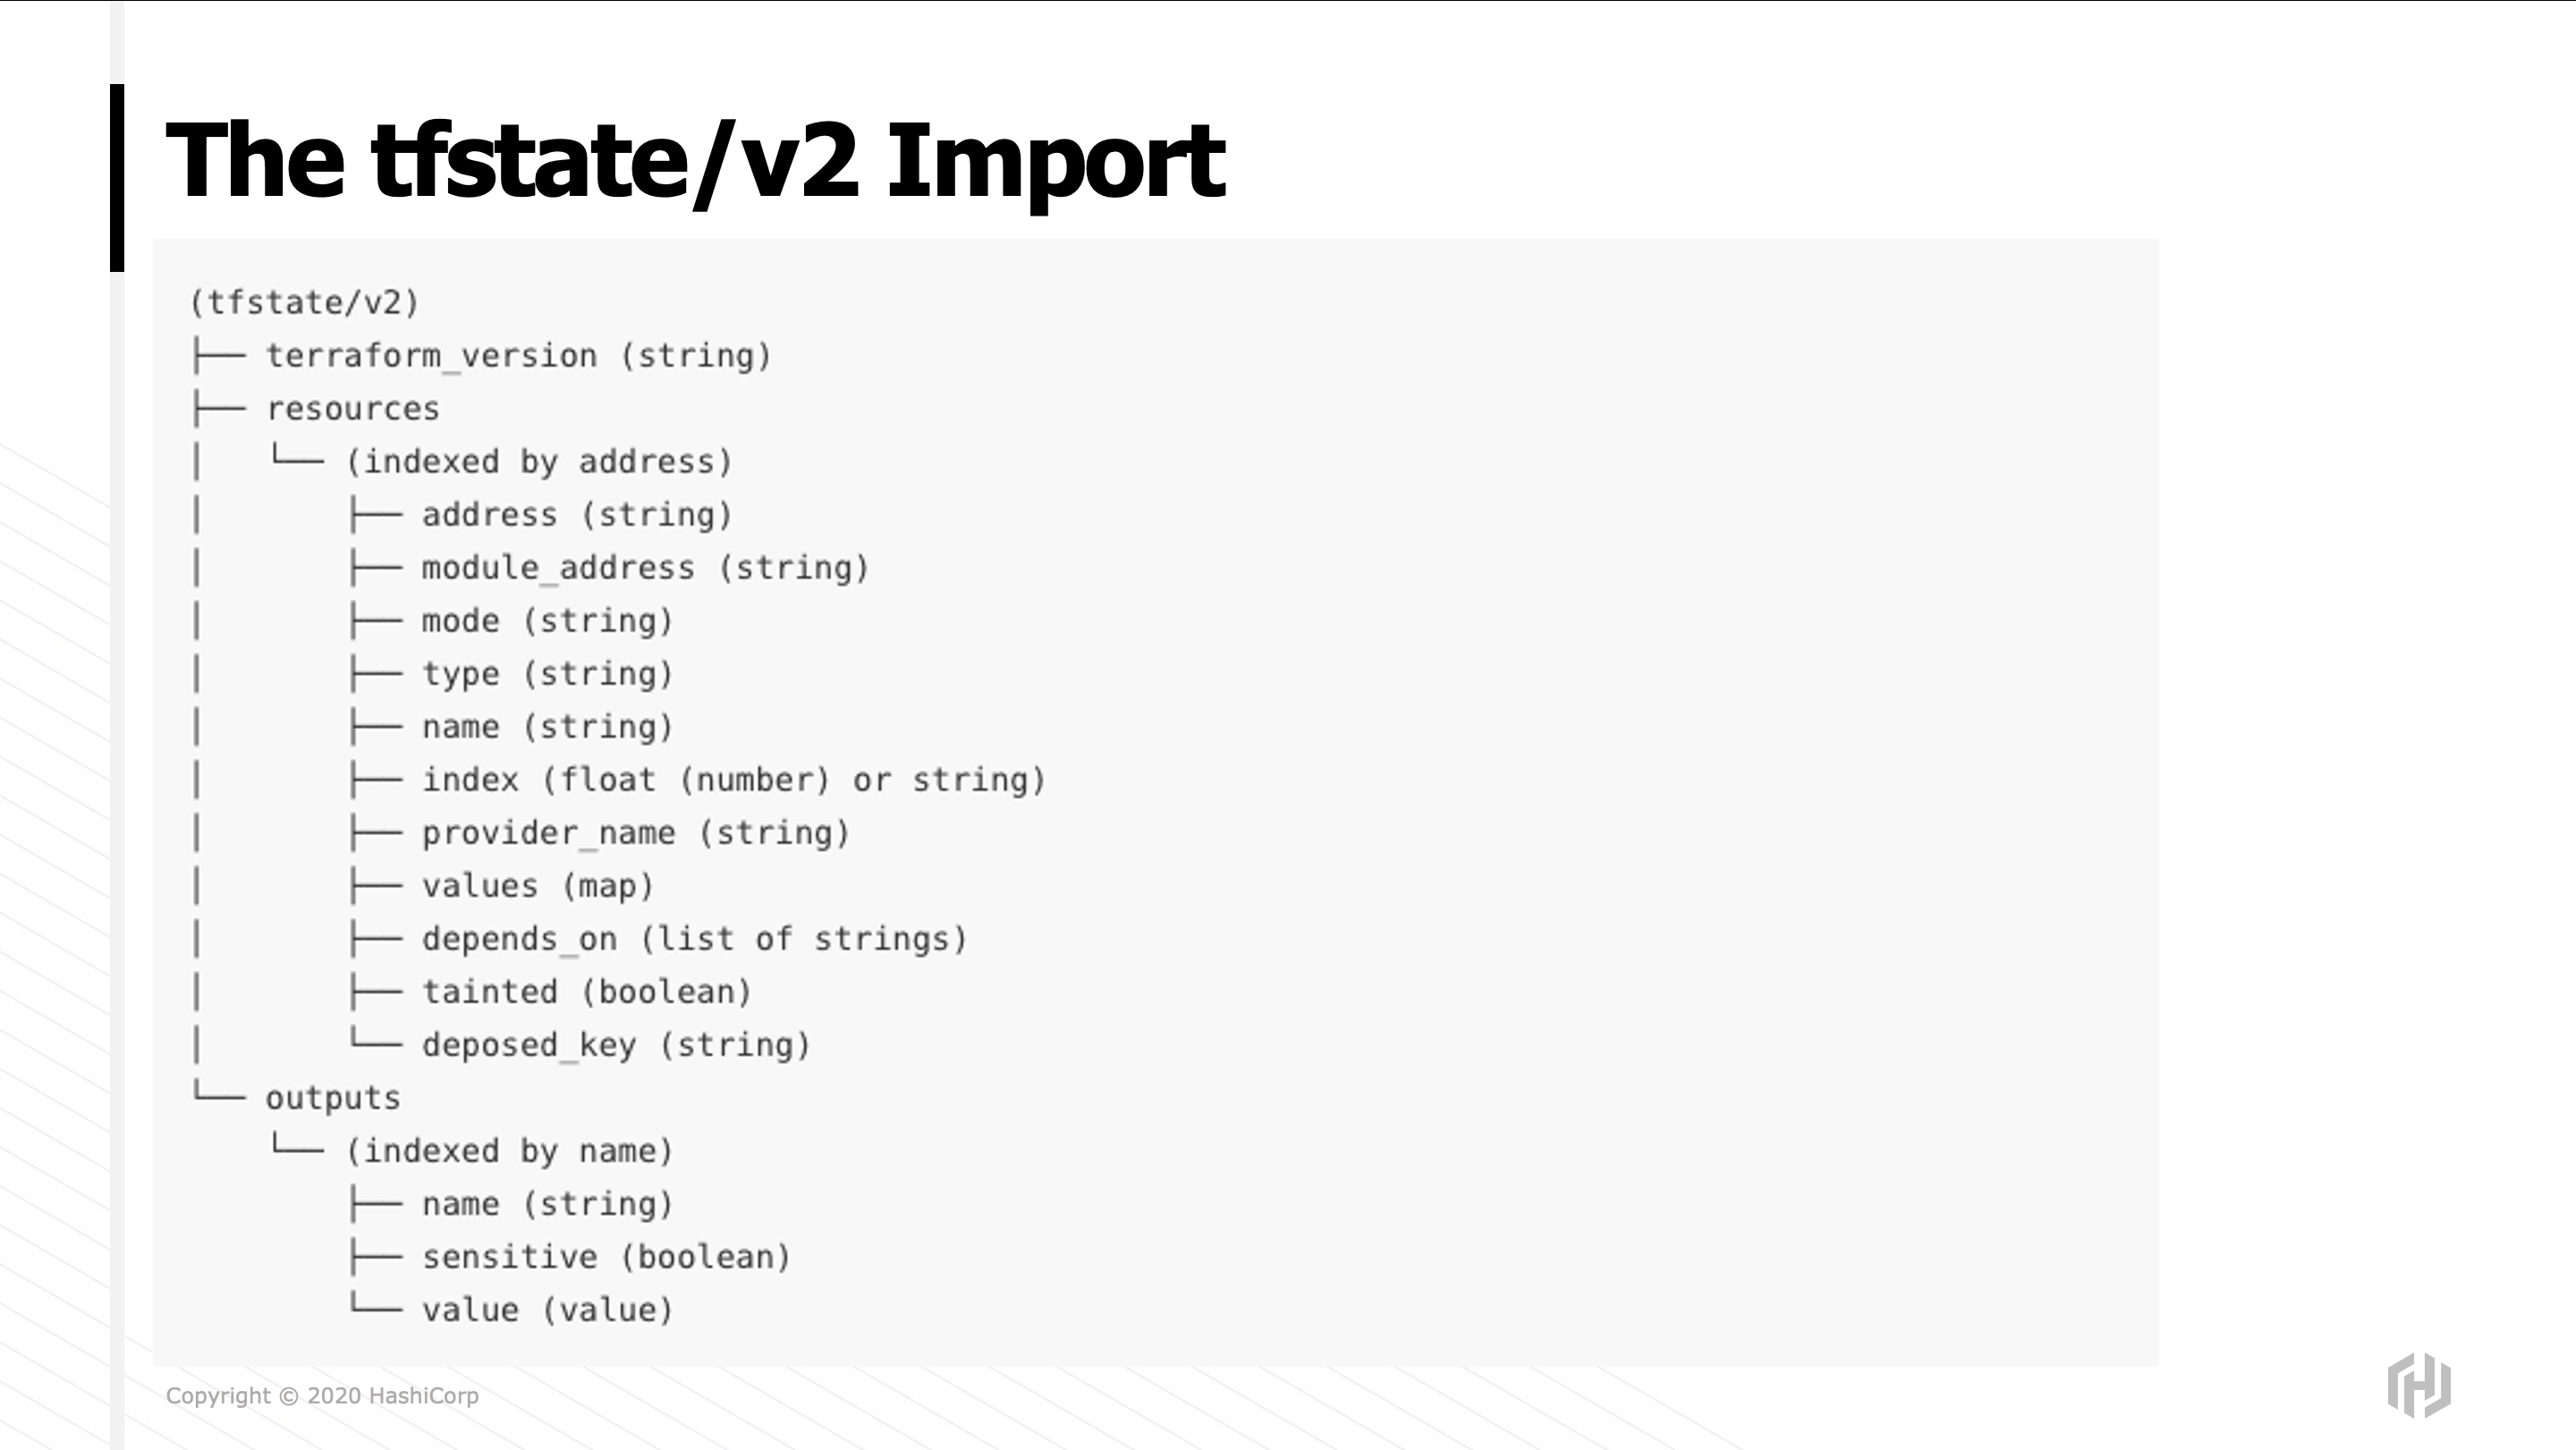 The tfstate/v2 Import
(tfstate/v2)
├── terraform_version (string)
├── resources
│   └── (indexed by address)
│       ├── address (string)
│       ├── module_address (string)
│       ├── mode (string)
│       ├── type (string)
│       ├── name (string)
│       ├── index (float (number) or string)
│       ├── provider_name (string)
│       ├── values (map)
│       ├── depends_on (list of strings)
│       ├── tainted (boolean)
│       └── deposed_key (string)
└── outputs
    └── (indexed by name)
        ├── name (string)
        ├── sensitive (boolean)
        └── value (value)
Copyright © 2020 HashiCorp